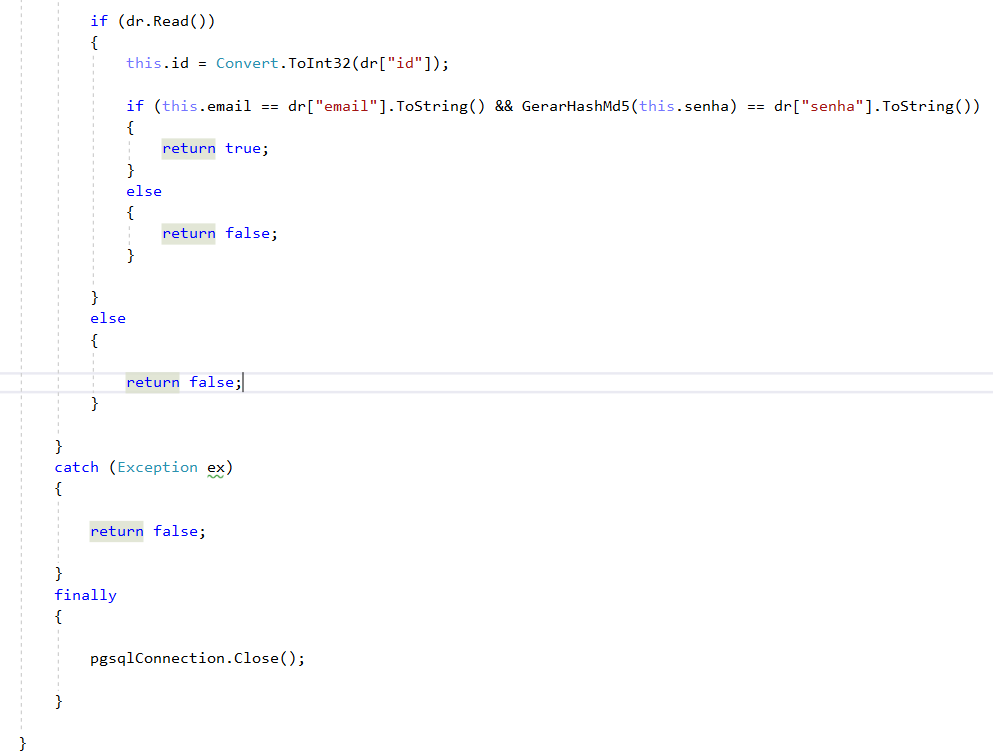 if (dr.Read())
{
this.id = Convert.ToInt32(dr["id"]);
if (this.email == dr["email"].ToString() && GerarHashMd5(this.senha) == dr["senha"].ToString())
{
return true;
}
else
{
return false;
}
}
else
{
return false;
}
}
catch (Exception ex)
{
return false;
}
finally
{
pgsqlConnection.Close();
}
}